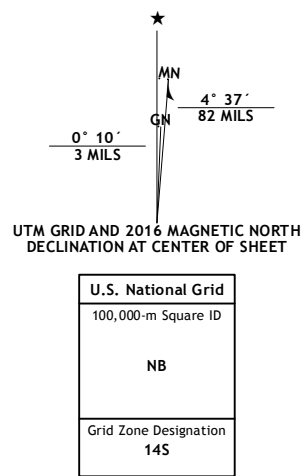 ★
MN
4° 37´
82 MILS
GN
0° 10´
3 MILS
UTM GRID AND 2016 MAGNETIC NORTH
DECLINATION AT CENTER OF SHEET
U.S. National Grid
100,000-m Square ID
NB
Grid Zone Designation
14S